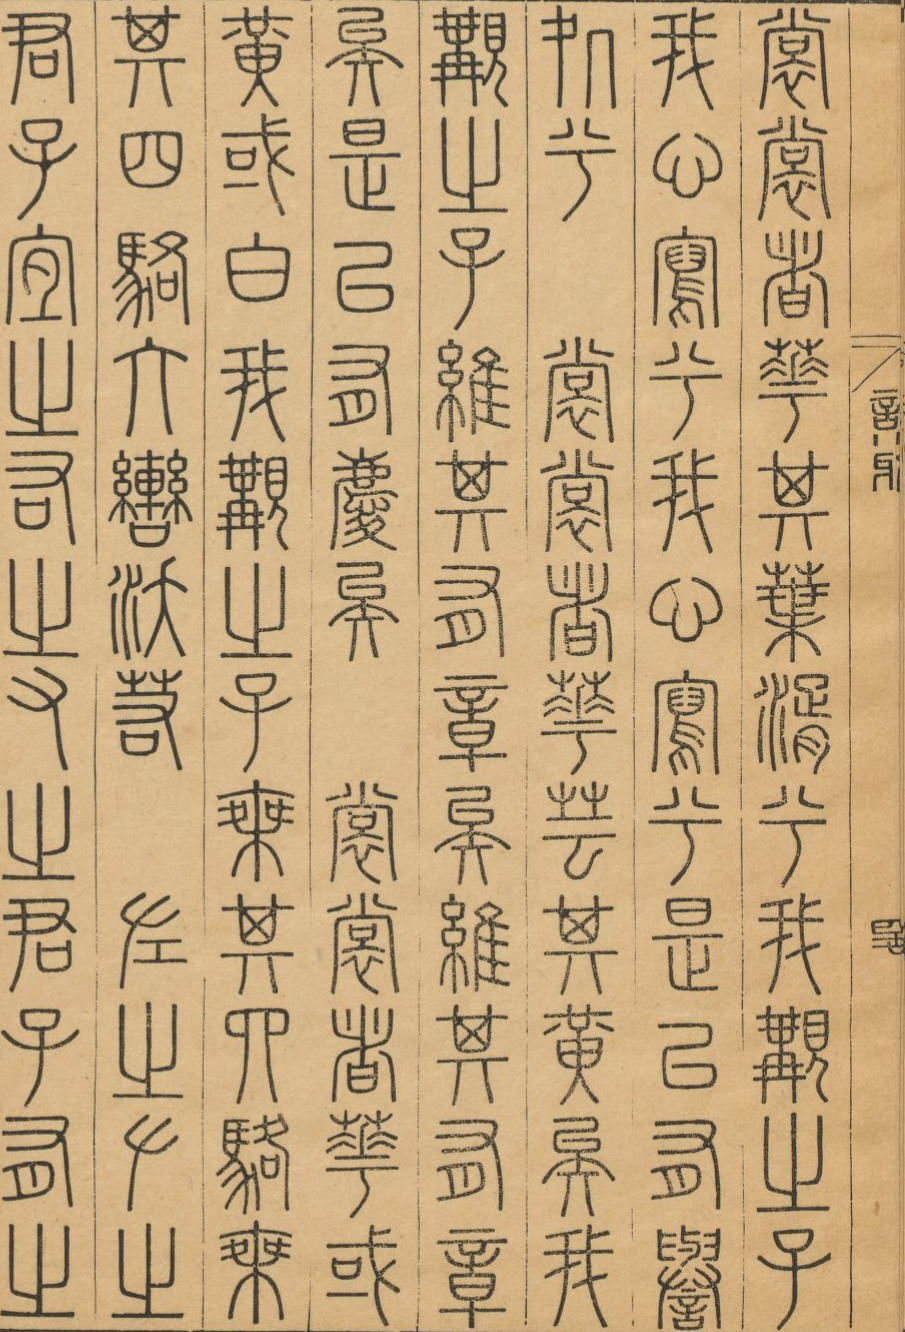 裳裳者華其葉湑兮我覯之子
我心寫兮我心寫兮是以有譽
処兮　裳裳者華芸其黃矣我
覯之子維其有章矣維其有章
矣是以有慶矣　裳裳者華或
黃或白我覯之子乘其四駱乘
其四駱六轡沃若　左之𠂇之
君子宜之右之又之君子有之